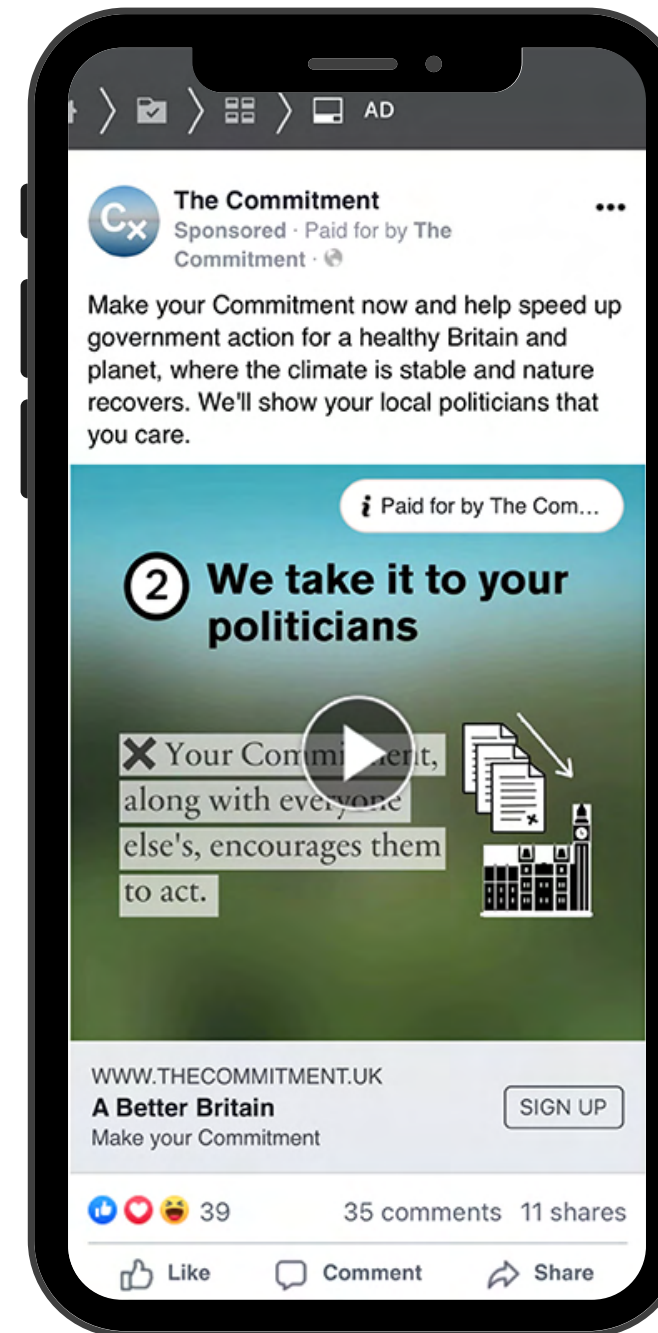 AD
Cx
The Commitment
Sponsored · Paid for by The
Commitment ·
Make your Commitment now and help speed up
government action for a healthy Britain and
planet, where the climate is stable and nature
recovers. We'll show your local politicians that
you care.
i Paid for by The Com...
2 We take it to your
politicians
Your Commitment,
along with everyone
else's, encourages them
to act.
WWW.THECOMMITMENT.UK
A Better Britain
Make your Commitment
SIGN UP
39 35 comments 11 shares
Like Comment Share